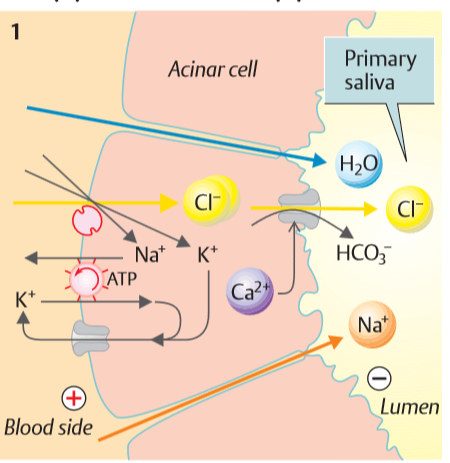 1
Acinar cell
Primary
saliva
H₂O
Cl⁻
Cl⁻
Na⁺
K⁺
HCO₃⁻
ATP
K⁺
Ca²⁺
Na⁺
+
−
Blood side
Lumen